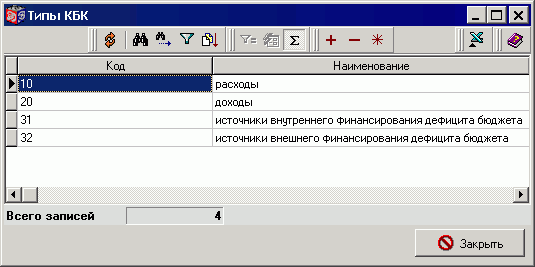 Типы КБК
Код Наименование
10 расходы
20 доходы
31 источники внутреннего финансирования дефицита бюджета
32 источники внешнего финансирования дефицита бюджета
Всего записей 4
Закрыть